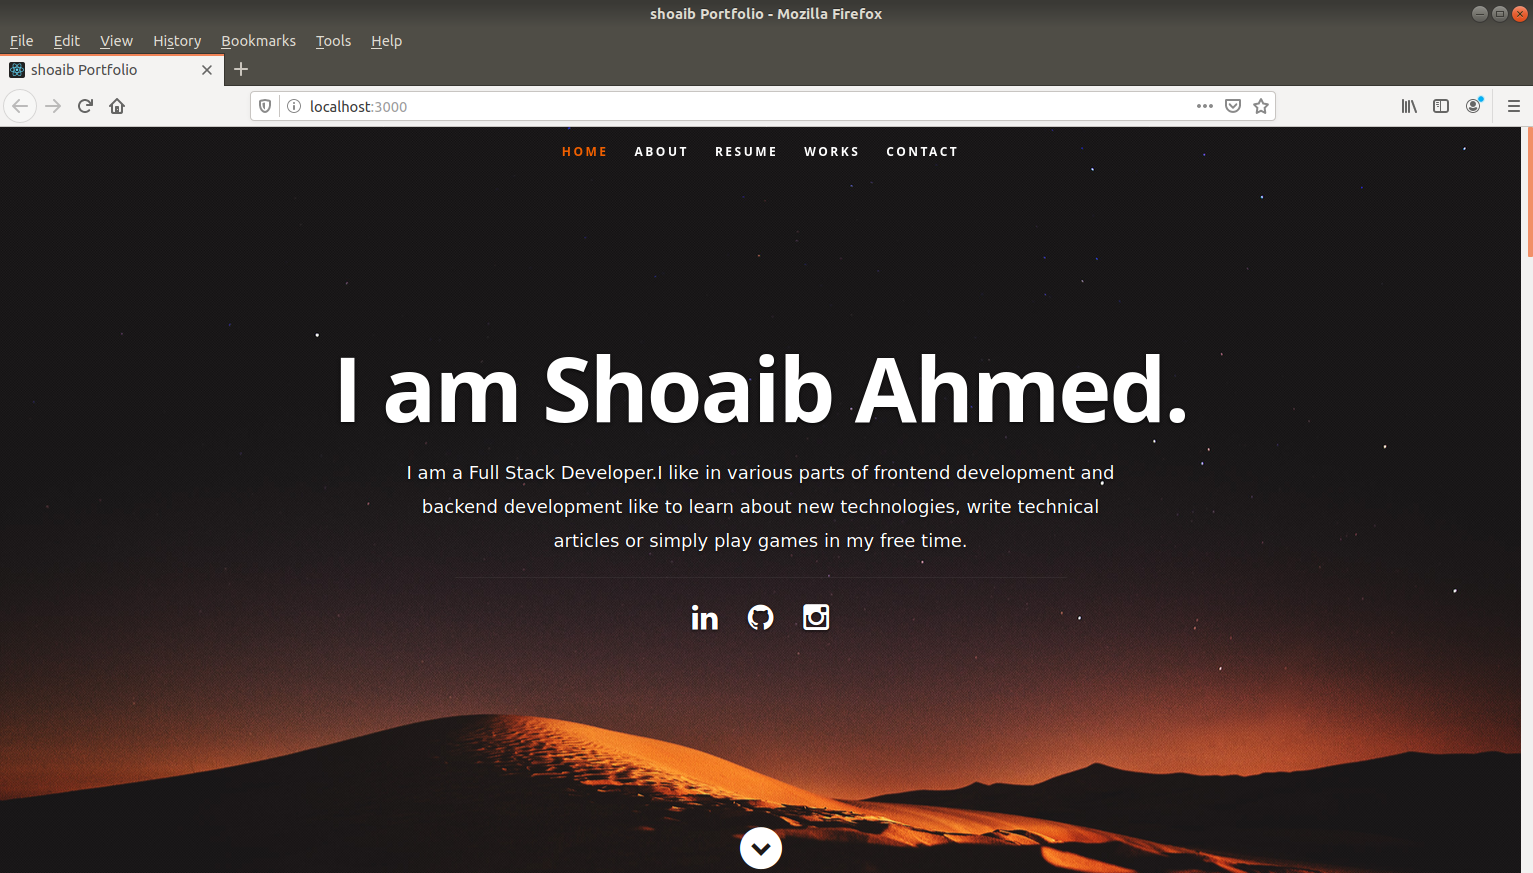 shoaib Portfolio - Mozilla Firefox
File Edit View History Bookmarks Tools Help
shoaib Portfolio
localhost:3000
HOME ABOUT RESUME WORKS CONTACT
I am Shoaib Ahmed.
I am a Full Stack Developer.I like in various parts of frontend development and
backend development like to learn about new technologies, write technical
articles or simply play games in my free time.
in